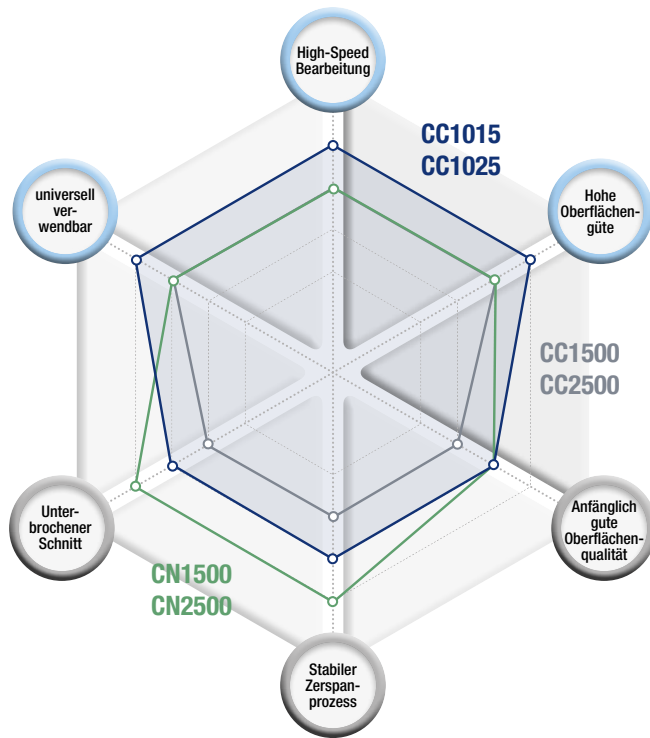 High-Speed
Bearbeitung
CC1015
CC1025
universell
ver-
wendbar
Hohe
Oberflächen-
güte
CC1500
CC2500
Unter-
brochener
Schnitt
Anfänglich
gute
Oberflächen-
qualität
CN1500
CN2500
Stabiler
Zerspan-
prozess